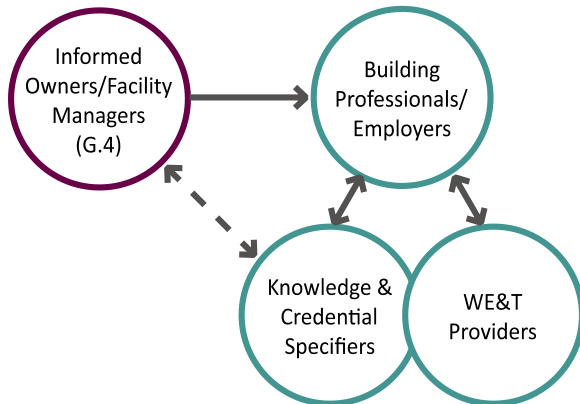 Informed
Owners/Facility
Managers
(G.4)
Building
Professionals/
Employers
Knowledge &
Credential
Specifiers
WE&T
Providers